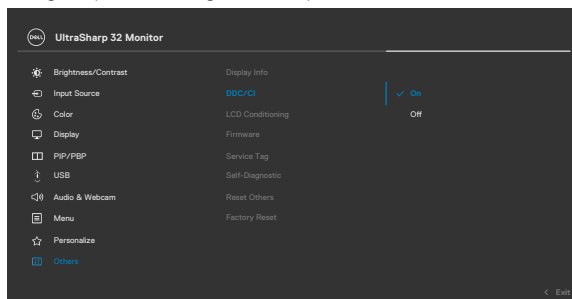 DELL
UltraSharp 32 Monitor
Brightness/Contrast
Display Info
Input Source
DDC/CI
✓ On
Color
LCD Conditioning
Off
Display
Firmware
PIP/PBP
Service Tag
USB
Self-Diagnostic
Audio & Webcam
Reset Others
Menu
Factory Reset
Personalize
Others
< Exit